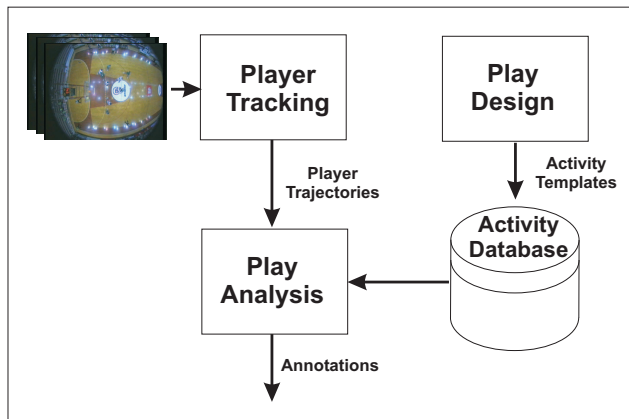 Player
Tracking
Play
Design
Player
Trajectories
Activity
Templates
Activity
Database
Play
Analysis
Annotations